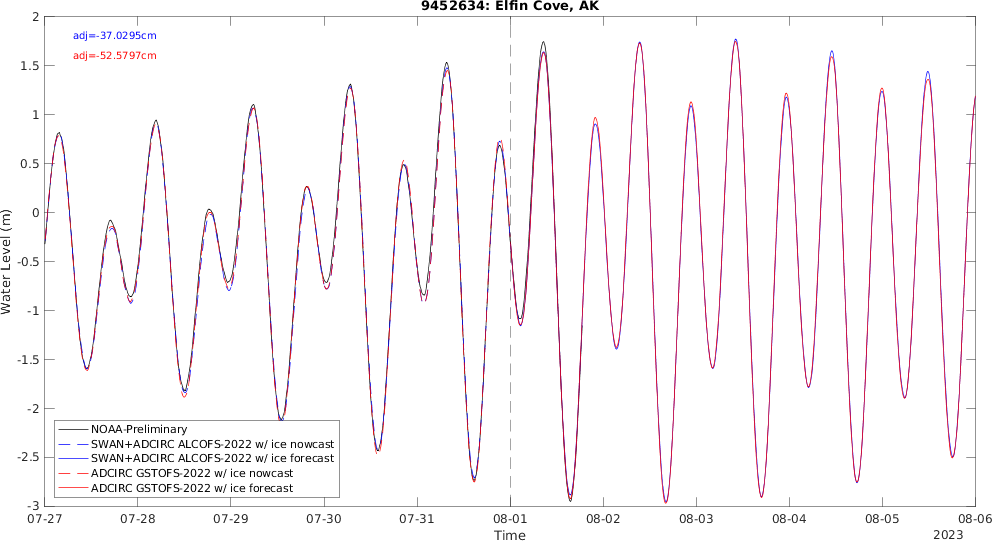 9452634: Elfin Cove, AK
adj=-37.0295cm
adj=-52.5797cm
2
1.5
1
0.5
0
-0.5
-1
-1.5
-2
-2.5
-3
Water Level (m)
NOAA-Preliminary
SWAN+ADCIRC ALCOFS-2022 w/ ice nowcast
SWAN+ADCIRC ALCOFS-2022 w/ ice forecast
ADCIRC GSTOFS-2022 w/ ice nowcast
ADCIRC GSTOFS-2022 w/ ice forecast
07-27 07-28 07-29 07-30 07-31 08-01 08-02 08-03 08-04 08-05 08-06
Time
2023